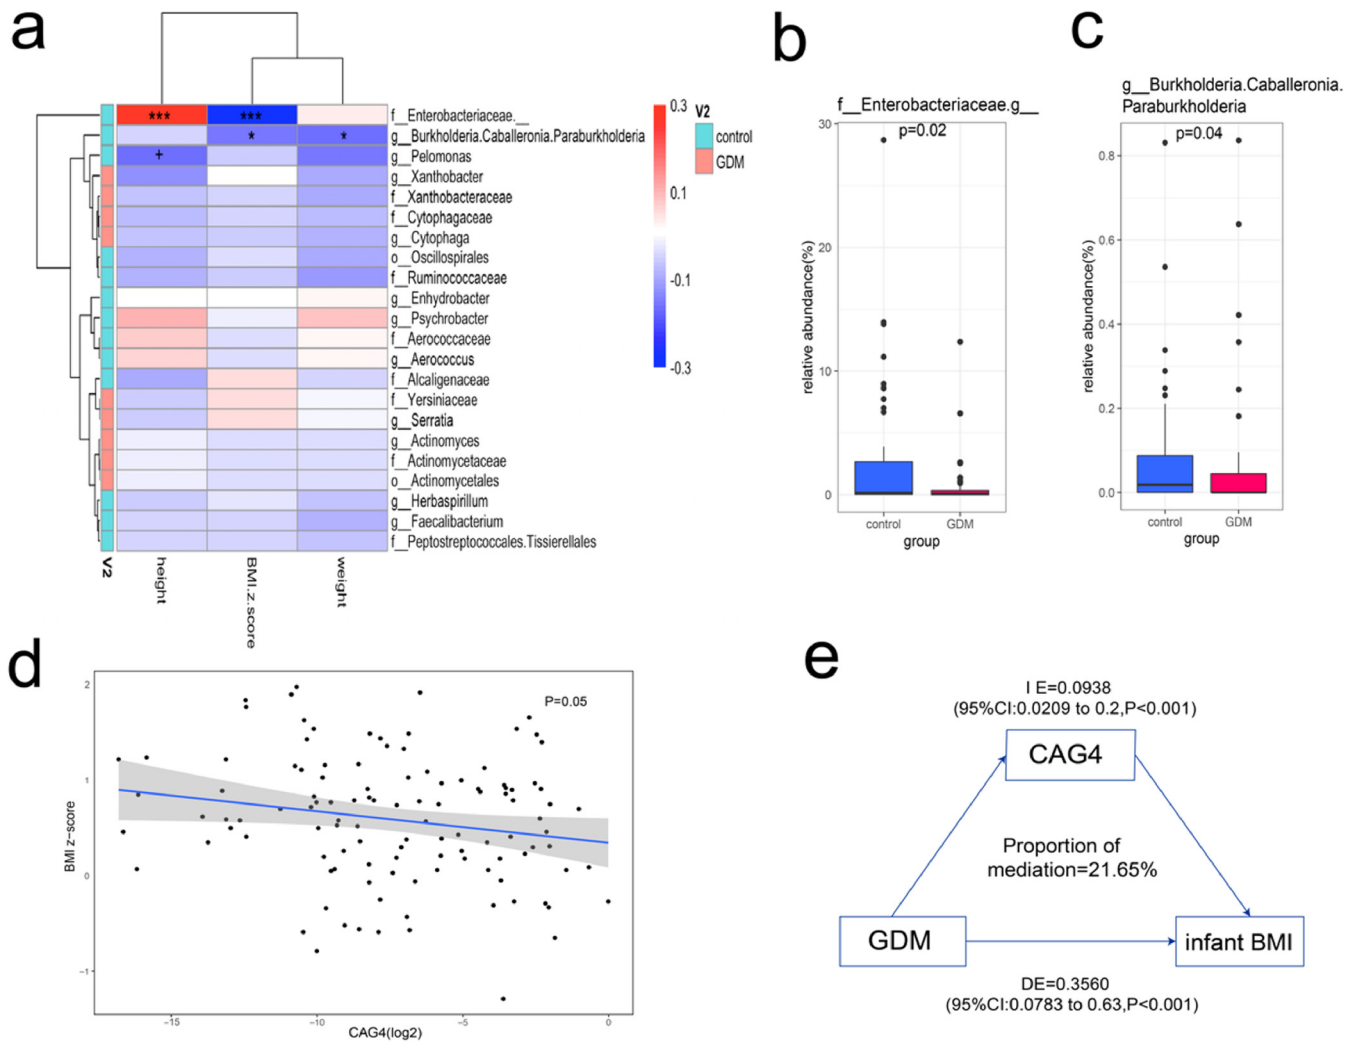 a
***
***
f__Enterobacteriaceae.__
*
*
g__Burkholderia.Caballeronia.Paraburkholderia
+
g__Pelomonas
g__Xanthobacter
f__Xanthobacteraceae
f__Cytophagaceae
g__Cytophaga
o__Oscillospirales
f__Ruminococcaceae
g__Enhydrobacter
g__Psychrobacter
f__Aerococcaceae
g__Aerococcus
f__Alcaligenaceae
f__Yersiniaceae
g__Serratia
g__Actinomyces
f__Actinomycetaceae
o__Actinomycetales
g__Herbaspirillum
g__Faecalibacterium
f__Peptostreptococcales.Tissierellales
V2
height
BMI.z.score
weight
0.3
0.1
-0.1
-0.3
V2
control
GDM
b
f__Enterobacteriaceae.g__
p=0.02
30
20
10
0
relative abundance(%)
control
GDM
group
c
g__Burkholderia.Caballeronia.
Paraburkholderia
p=0.04
0.8
0.6
0.4
0.2
0.0
relative abundance(%)
control
GDM
group
d
P=0.05
2
1
0
−1
BMI z−score
−15
−10
−5
0
CAG4(log2)
e
I E=0.0938
(95%CI:0.0209 to 0.2,P<0.001)
CAG4
Proportion of
mediation=21.65%
GDM
infant BMI
DE=0.3560
(95%CI:0.0783 to 0.63,P<0.001)